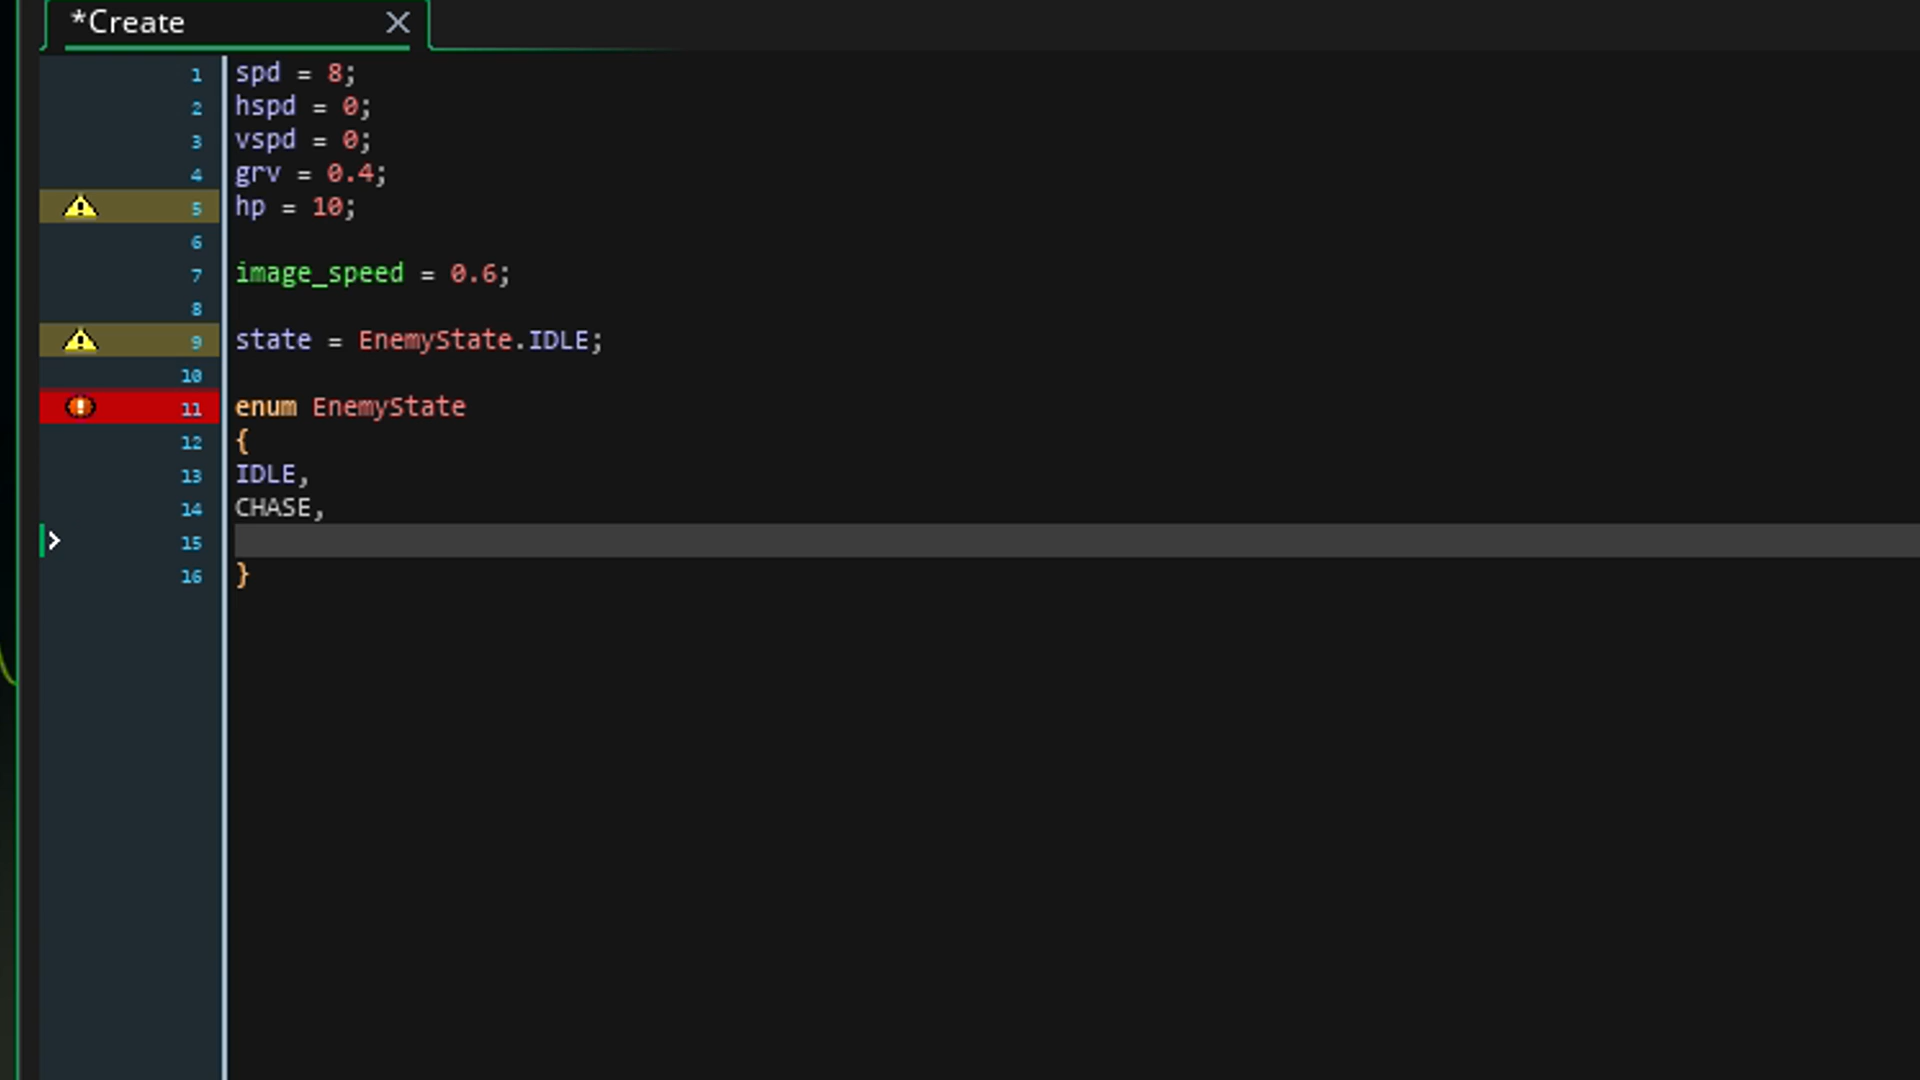 *Create
1 spd = 8;
2 hspd = 0;
3 vspd = 0;
4 grv = 0.4;
5 hp = 10;
6
7 image_speed = 0.6;
8
9 state = EnemyState.IDLE;
10
11 enum EnemyState
12 {
13 IDLE,
14 CHASE,
15
16 }